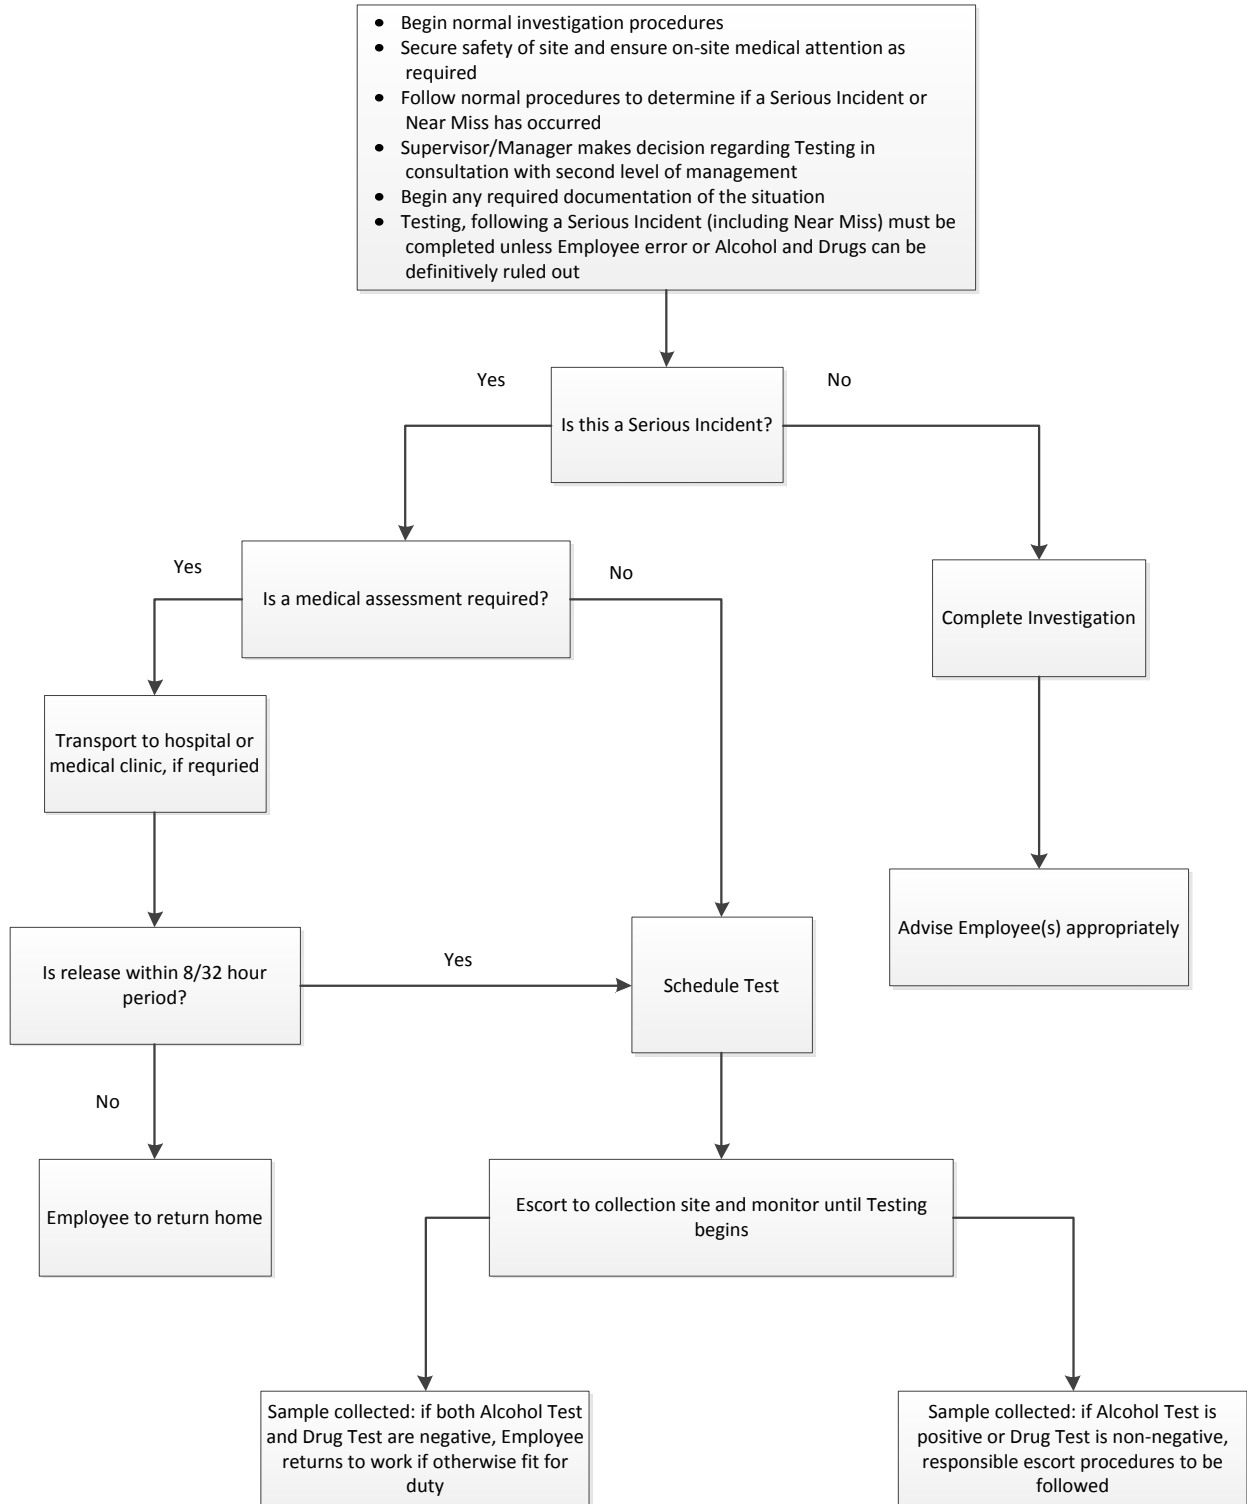 • Begin normal investigation procedures
• Secure safety of site and ensure on-site medical attention as
required
• Follow normal procedures to determine if a Serious Incident or
Near Miss has occurred
• Supervisor/Manager makes decision regarding Testing in
consultation with second level of management
• Begin any required documentation of the situation
• Testing, following a Serious Incident (including Near Miss) must be
completed unless Employee error or Alcohol and Drugs can be
definitively ruled out
Yes
No
Is this a Serious Incident?
Yes
No
Is a medical assessment required?
Complete Investigation
Transport to hospital or
medical clinic, if requried
Advise Employee(s) appropriately
Is release within 8/32 hour
period?
Yes
Schedule Test
No
Employee to return home
Escort to collection site and monitor until Testing
begins
Sample collected: if both Alcohol Test
and Drug Test are negative, Employee
returns to work if otherwise fit for
duty
Sample collected: if Alcohol Test is
positive or Drug Test is non-negative,
responsible escort procedures to be
followed